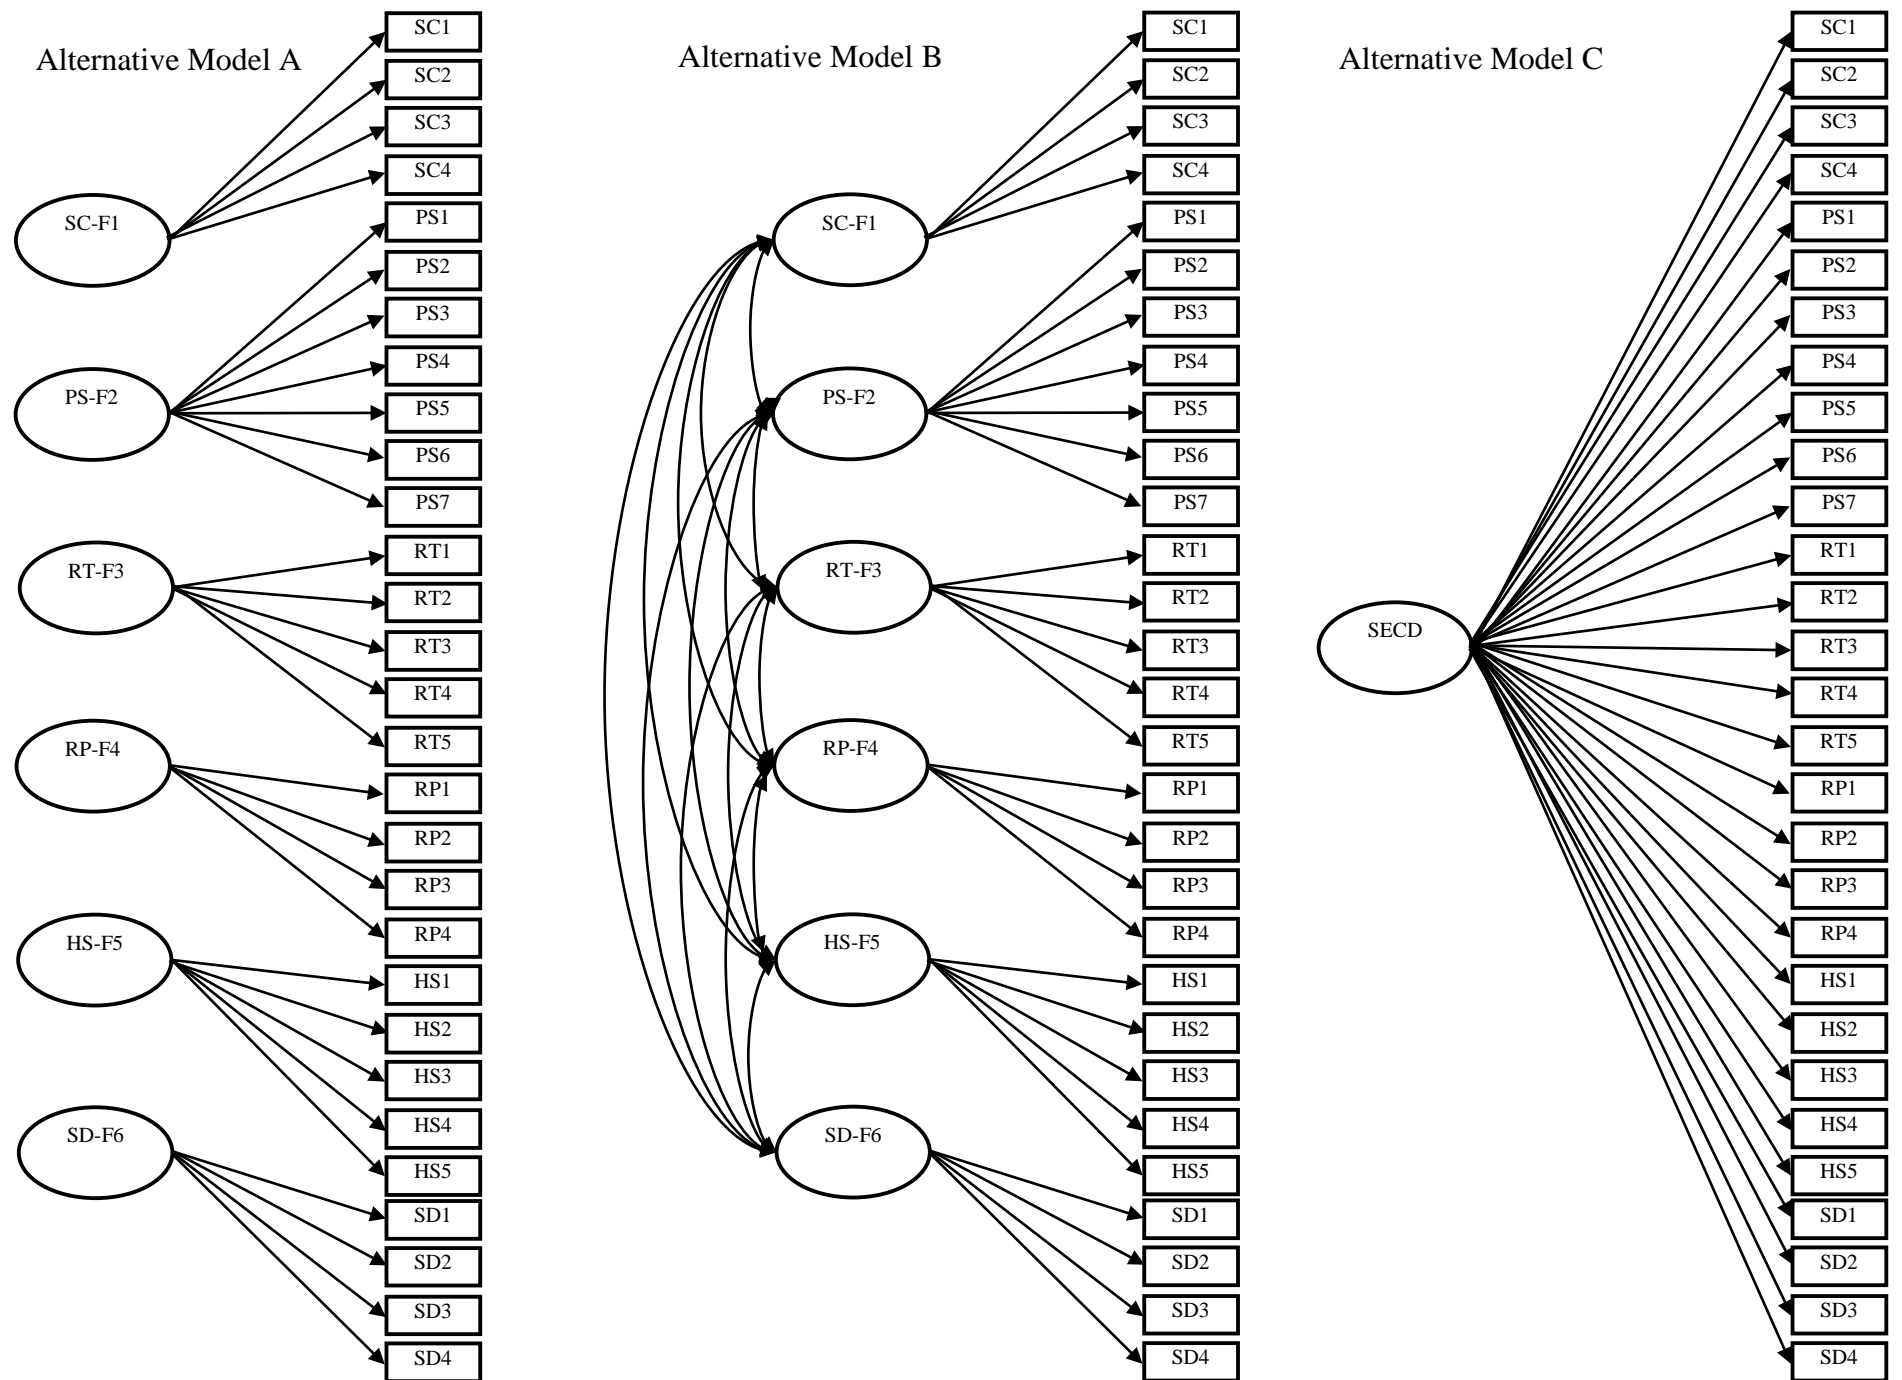 Alternative Model A
SC-F1
PS-F2
RT-F3
RP-F4
HS-F5
SD-F6
SC1
SC2
SC3
SC4
PS1
PS2
PS3
PS4
PS5
PS6
PS7
RT1
RT2
RT3
RT4
RT5
RP1
RP2
RP3
RP4
HS1
HS2
HS3
HS4
HS5
SD1
SD2
SD3
SD4
Alternative Model B
SC-F1
PS-F2
RT-F3
RP-F4
HS-F5
SD-F6
SC1
SC2
SC3
SC4
PS1
PS2
PS3
PS4
PS5
PS6
PS7
RT1
RT2
RT3
RT4
RT5
RP1
RP2
RP3
RP4
HS1
HS2
HS3
HS4
HS5
SD1
SD2
SD3
SD4
Alternative Model C
SECD
SC1
SC2
SC3
SC4
PS1
PS2
PS3
PS4
PS5
PS6
PS7
RT1
RT2
RT3
RT4
RT5
RP1
RP2
RP3
RP4
HS1
HS2
HS3
HS4
HS5
SD1
SD2
SD3
SD4